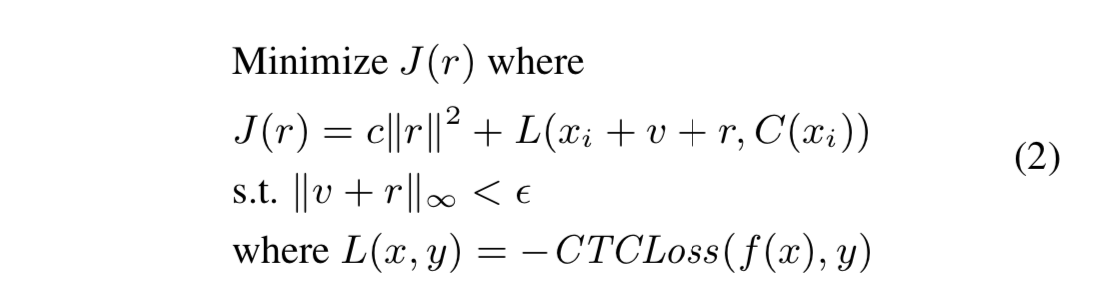 Minimize J(r) where
J(r) = c‖r‖² + L(xᵢ + v + r, C(xᵢ))
(2)
s.t. ‖v + r‖∞ < ϵ
where L(x, y) = −CTCLoss(f(x), y)